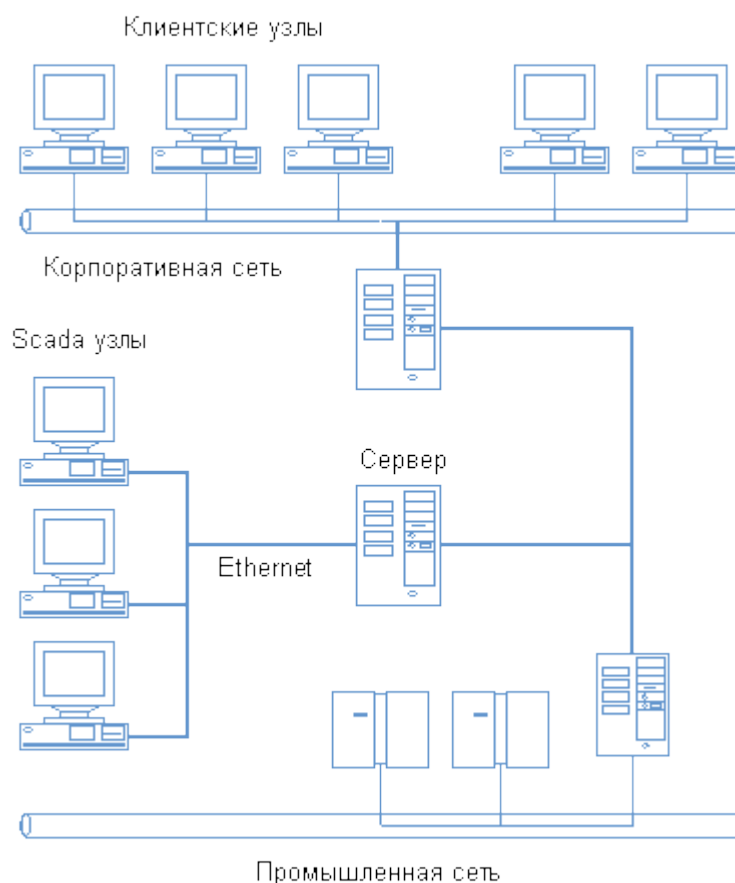 Клиентские узлы
Корпоративная сеть
Scada узлы
Сервер
Ethernet
Промышленная сеть